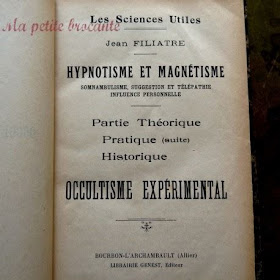 Ma petite brocante
Les Sciences Utiles
Jean FILIATRE
HYPNOTISME ET MAGNÉTISME
SOMNAMBULISME, SUGGESTION ET TÉLÉPATHIE
INFLUENCE PERSONNELLE
Partie Théorique
Pratique (suite)
Historique
OCCULTISME EXPÉRIMENTAL
BOURBON-L'ARCHAMBAULT (Allier)
LIBRAIRIE GENEST, Éditeur